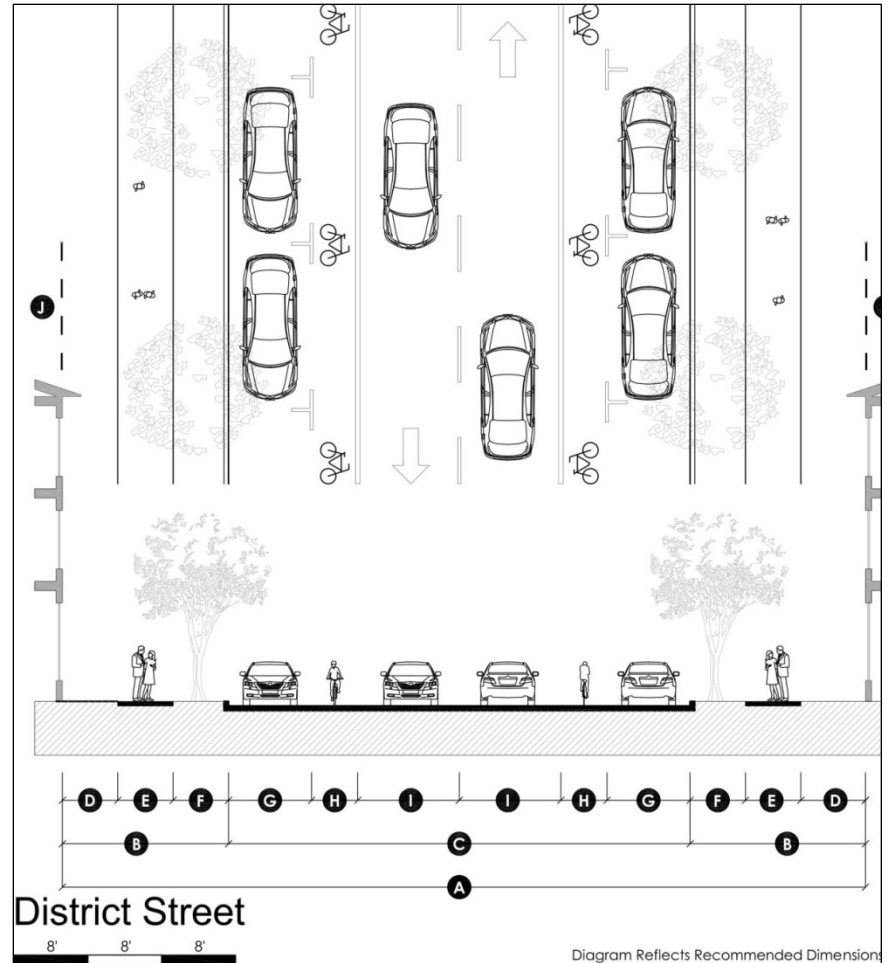 J
D E F G H I I H G F E D
B C B
A
District Street
8' 8' 8'
Diagram Reflects Recommended Dimensions